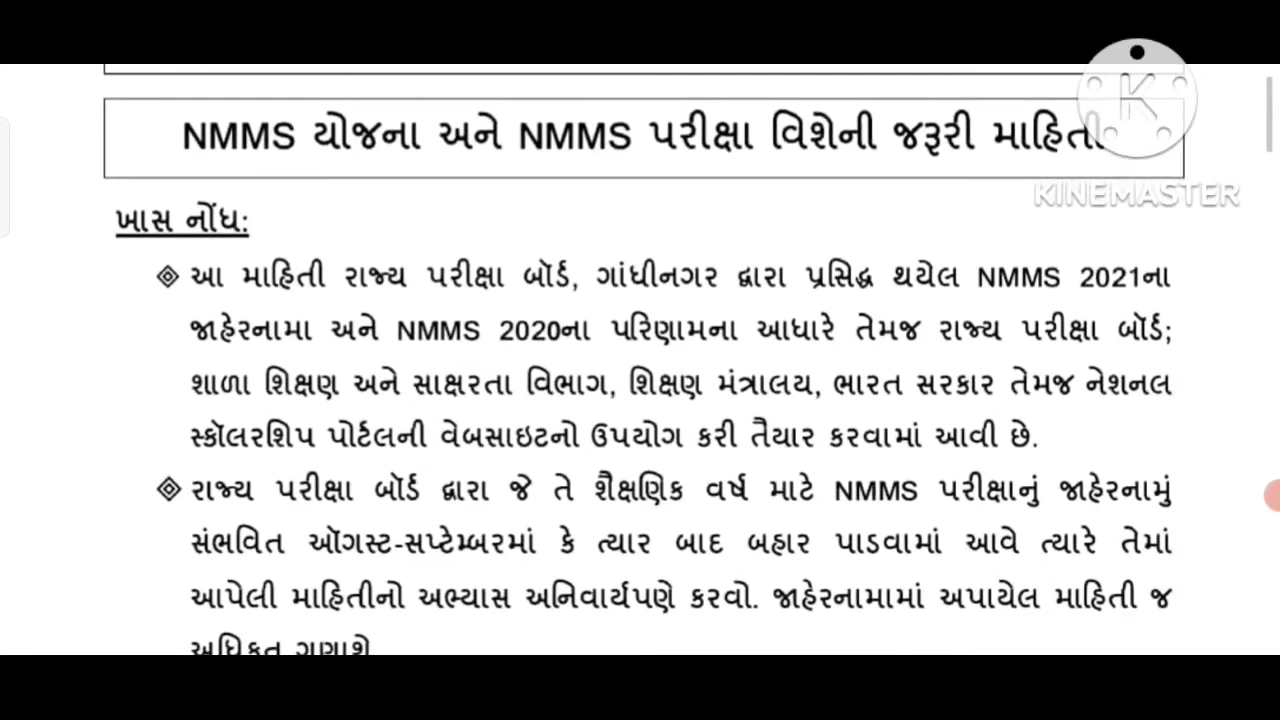 NMMS યોજના અને NMMS પરીક્ષા વિશેની જરૂરી માહિતી
KINEMASTER
ખાસ નોંધ:
આ માહિતી રાજ્ય પરીક્ષા બૉર્ડ, ગાંધીનગર દ્વારા પ્રસિદ્ધ થયેલ NMMS 2021ના
જાહેરનામા અને NMMS 2020ના પરિણામના આધારે તેમજ રાજ્ય પરીક્ષા બૉર્ડ;
શાળા શિક્ષણ અને સાક્ષરતા વિભાગ, શિક્ષણ મંત્રાલય, ભારત સરકાર તેમજ નેશનલ
સ્કૉલરશિપ પોર્ટલની વેબસાઇટનો ઉપયોગ કરી તૈયાર કરવામાં આવી છે.
રાજ્ય પરીક્ષા બૉર્ડ દ્વારા જે તે શૈક્ષણિક વર્ષ માટે NMMS પરીક્ષાનું જાહેરનામું
સંભવિત ઑગસ્ટ-સપ્ટેમ્બરમાં કે ત્યાર બાદ બહાર પાડવામાં આવે ત્યારે તેમાં
આપેલી માહિતીનો અભ્યાસ અનિવાર્યપણે કરવો. જાહેરનામામાં અપાયેલ માહિતી જ
અધિકૃત ગણાશે